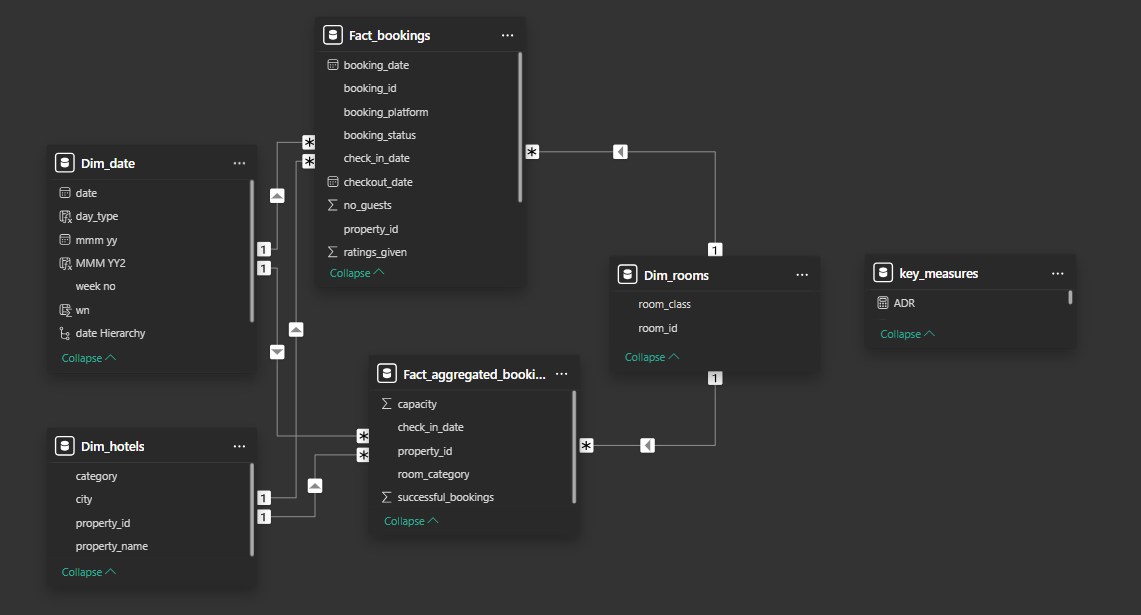 Fact_bookings
booking_date
booking_id
booking_platform
booking_status
check_in_date
checkout_date
no_guests
property_id
ratings_given
Collapse
Dim_date
date
day_type
mmm yy
MMM YY2
week no
wn
date Hierarchy
Collapse
Dim_hotels
category
city
property_id
property_name
Collapse
Fact_aggregated_booki...
capacity
check_in_date
property_id
room_category
successful_bookings
Collapse
Dim_rooms
room_class
room_id
Collapse
key_measures
ADR
Collapse
*
*
1
1
*
1
*
*
1
1
1
*